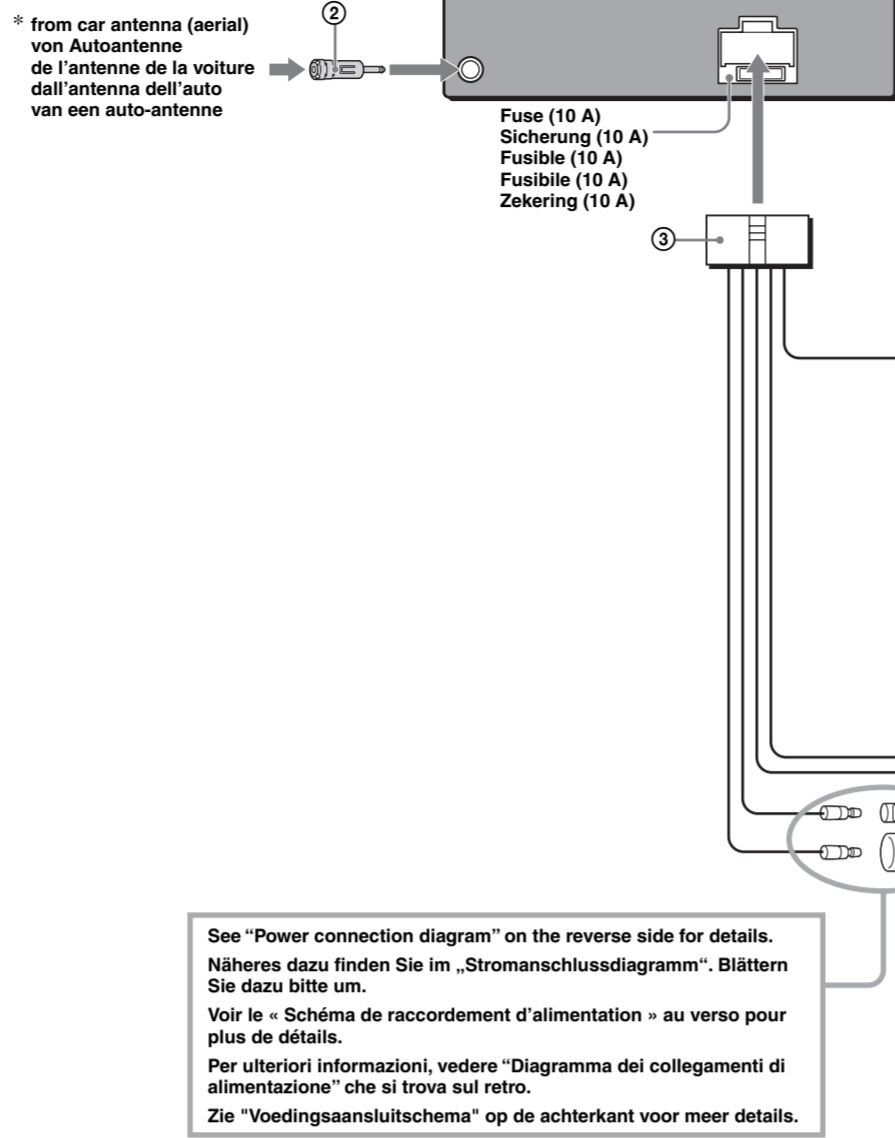 ②
* from car antenna (aerial)
von Autoantenne
de l’antenne de la voiture
dall’antenna dell’auto
van een auto-antenne
Fuse (10 A)
Sicherung (10 A)
Fusible (10 A)
Fusibile (10 A)
Zekering (10 A)
③
See “Power connection diagram” on the reverse side for details.
Näheres dazu finden Sie im „Stromanschlussdiagramm“. Blättern
Sie dazu bitte um.
Voir le « Schéma de raccordement d’alimentation » au verso pour
plus de détails.
Per ulteriori informazioni, vedere “Diagramma dei collegamenti di
alimentazione” che si trova sul retro.
Zie "Voedingsaansluitschema" op de achterkant voor meer details.